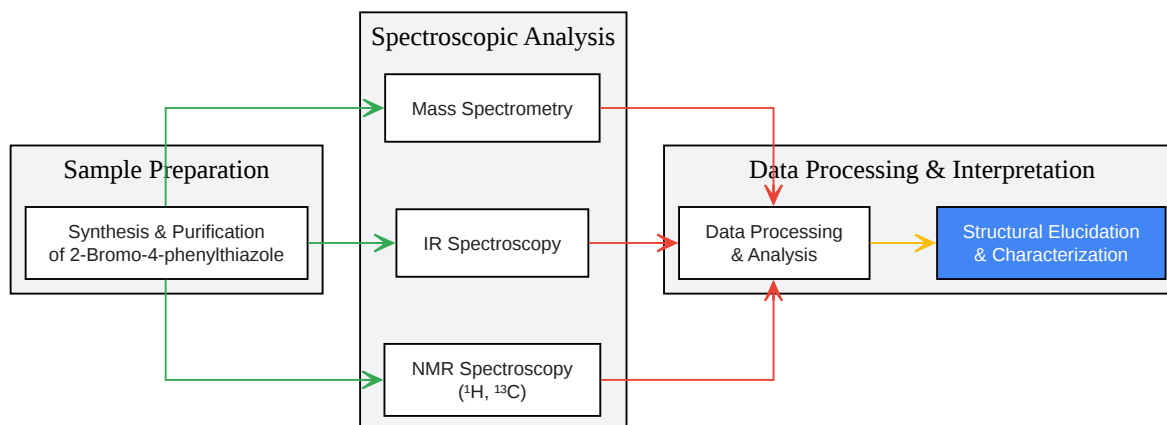 Spectroscopic Analysis
Mass Spectrometry
Sample Preparation
Synthesis & Purification
of 2-Bromo-4-phenylthiazole
IR Spectroscopy
NMR Spectroscopy
(¹H, ¹³C)
Data Processing & Interpretation
Data Processing
& Analysis
Structural Elucidation
& Characterization